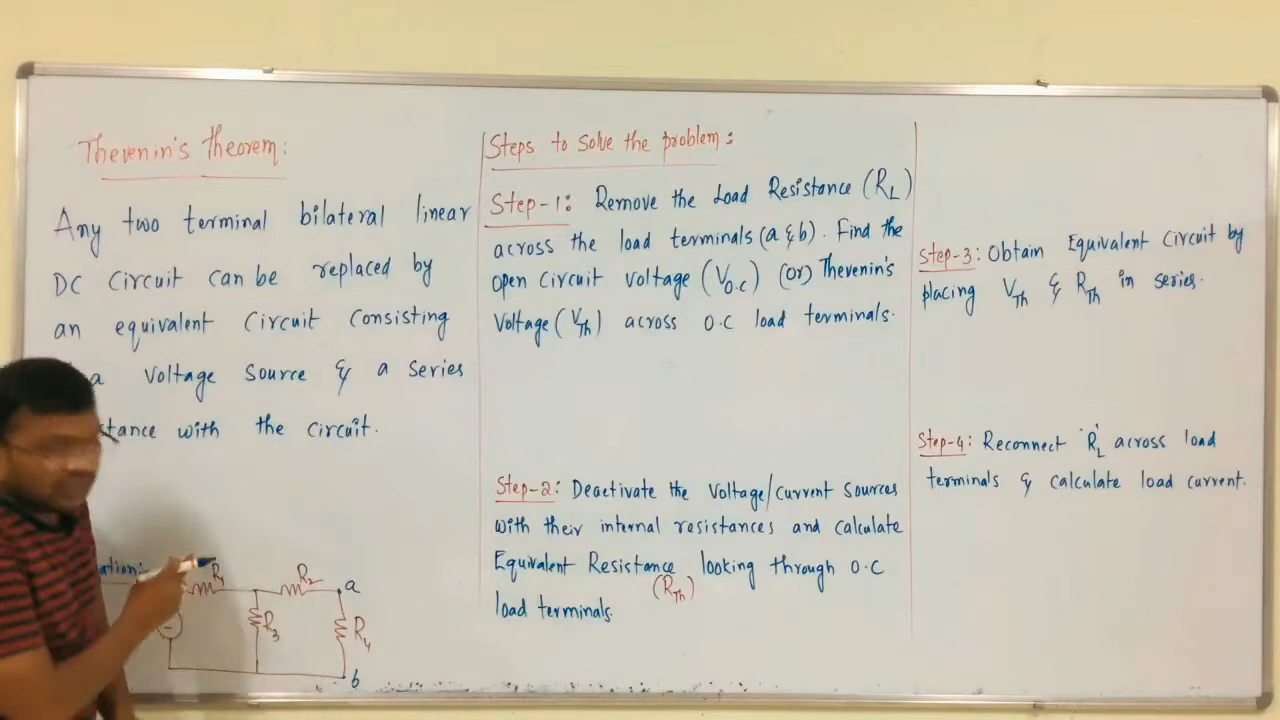 Thevenin's theorem:
Any two terminal bilateral linear
DC circuit can be replaced by
an equivalent circuit consisting
a voltage source & a series
tance with the circuit.
ation:
R1
R2
a
R3
RL
b
Steps to solve the problem:
Step-1: Remove the Load Resistance (RL)
across the load terminals (a & b). Find the
open circuit voltage (VO.C) (or) Thevenin's
Voltage (VTh) across O.C load terminals.
Step-2: Deactivate the Voltage/current sources
with their internal resistances and calculate
Equivalent Resistance looking through O.C
(RTh)
load terminals.
Step-3: Obtain Equivalent circuit by
placing VTh & RTh in series.
Step-4: Reconnect 'RL' across load
terminals & calculate load current.